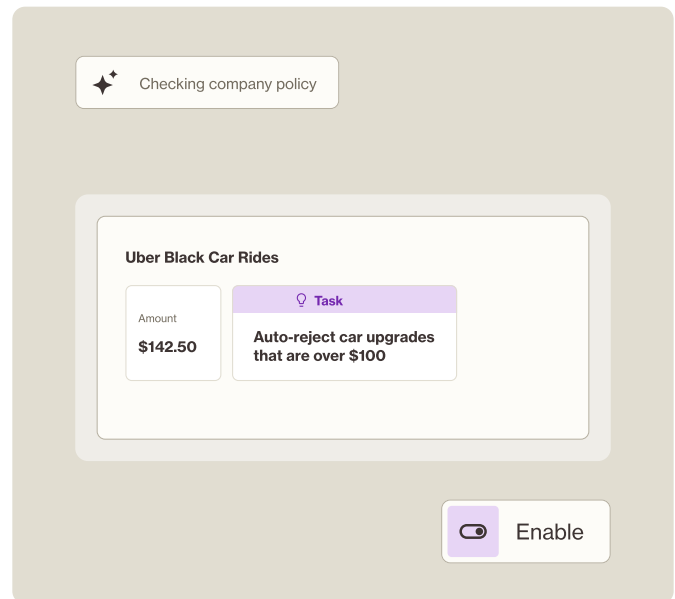 Checking company policy
Uber Black Car Rides
Amount
$142.50
Task
Auto-reject car upgrades
that are over $100
Enable